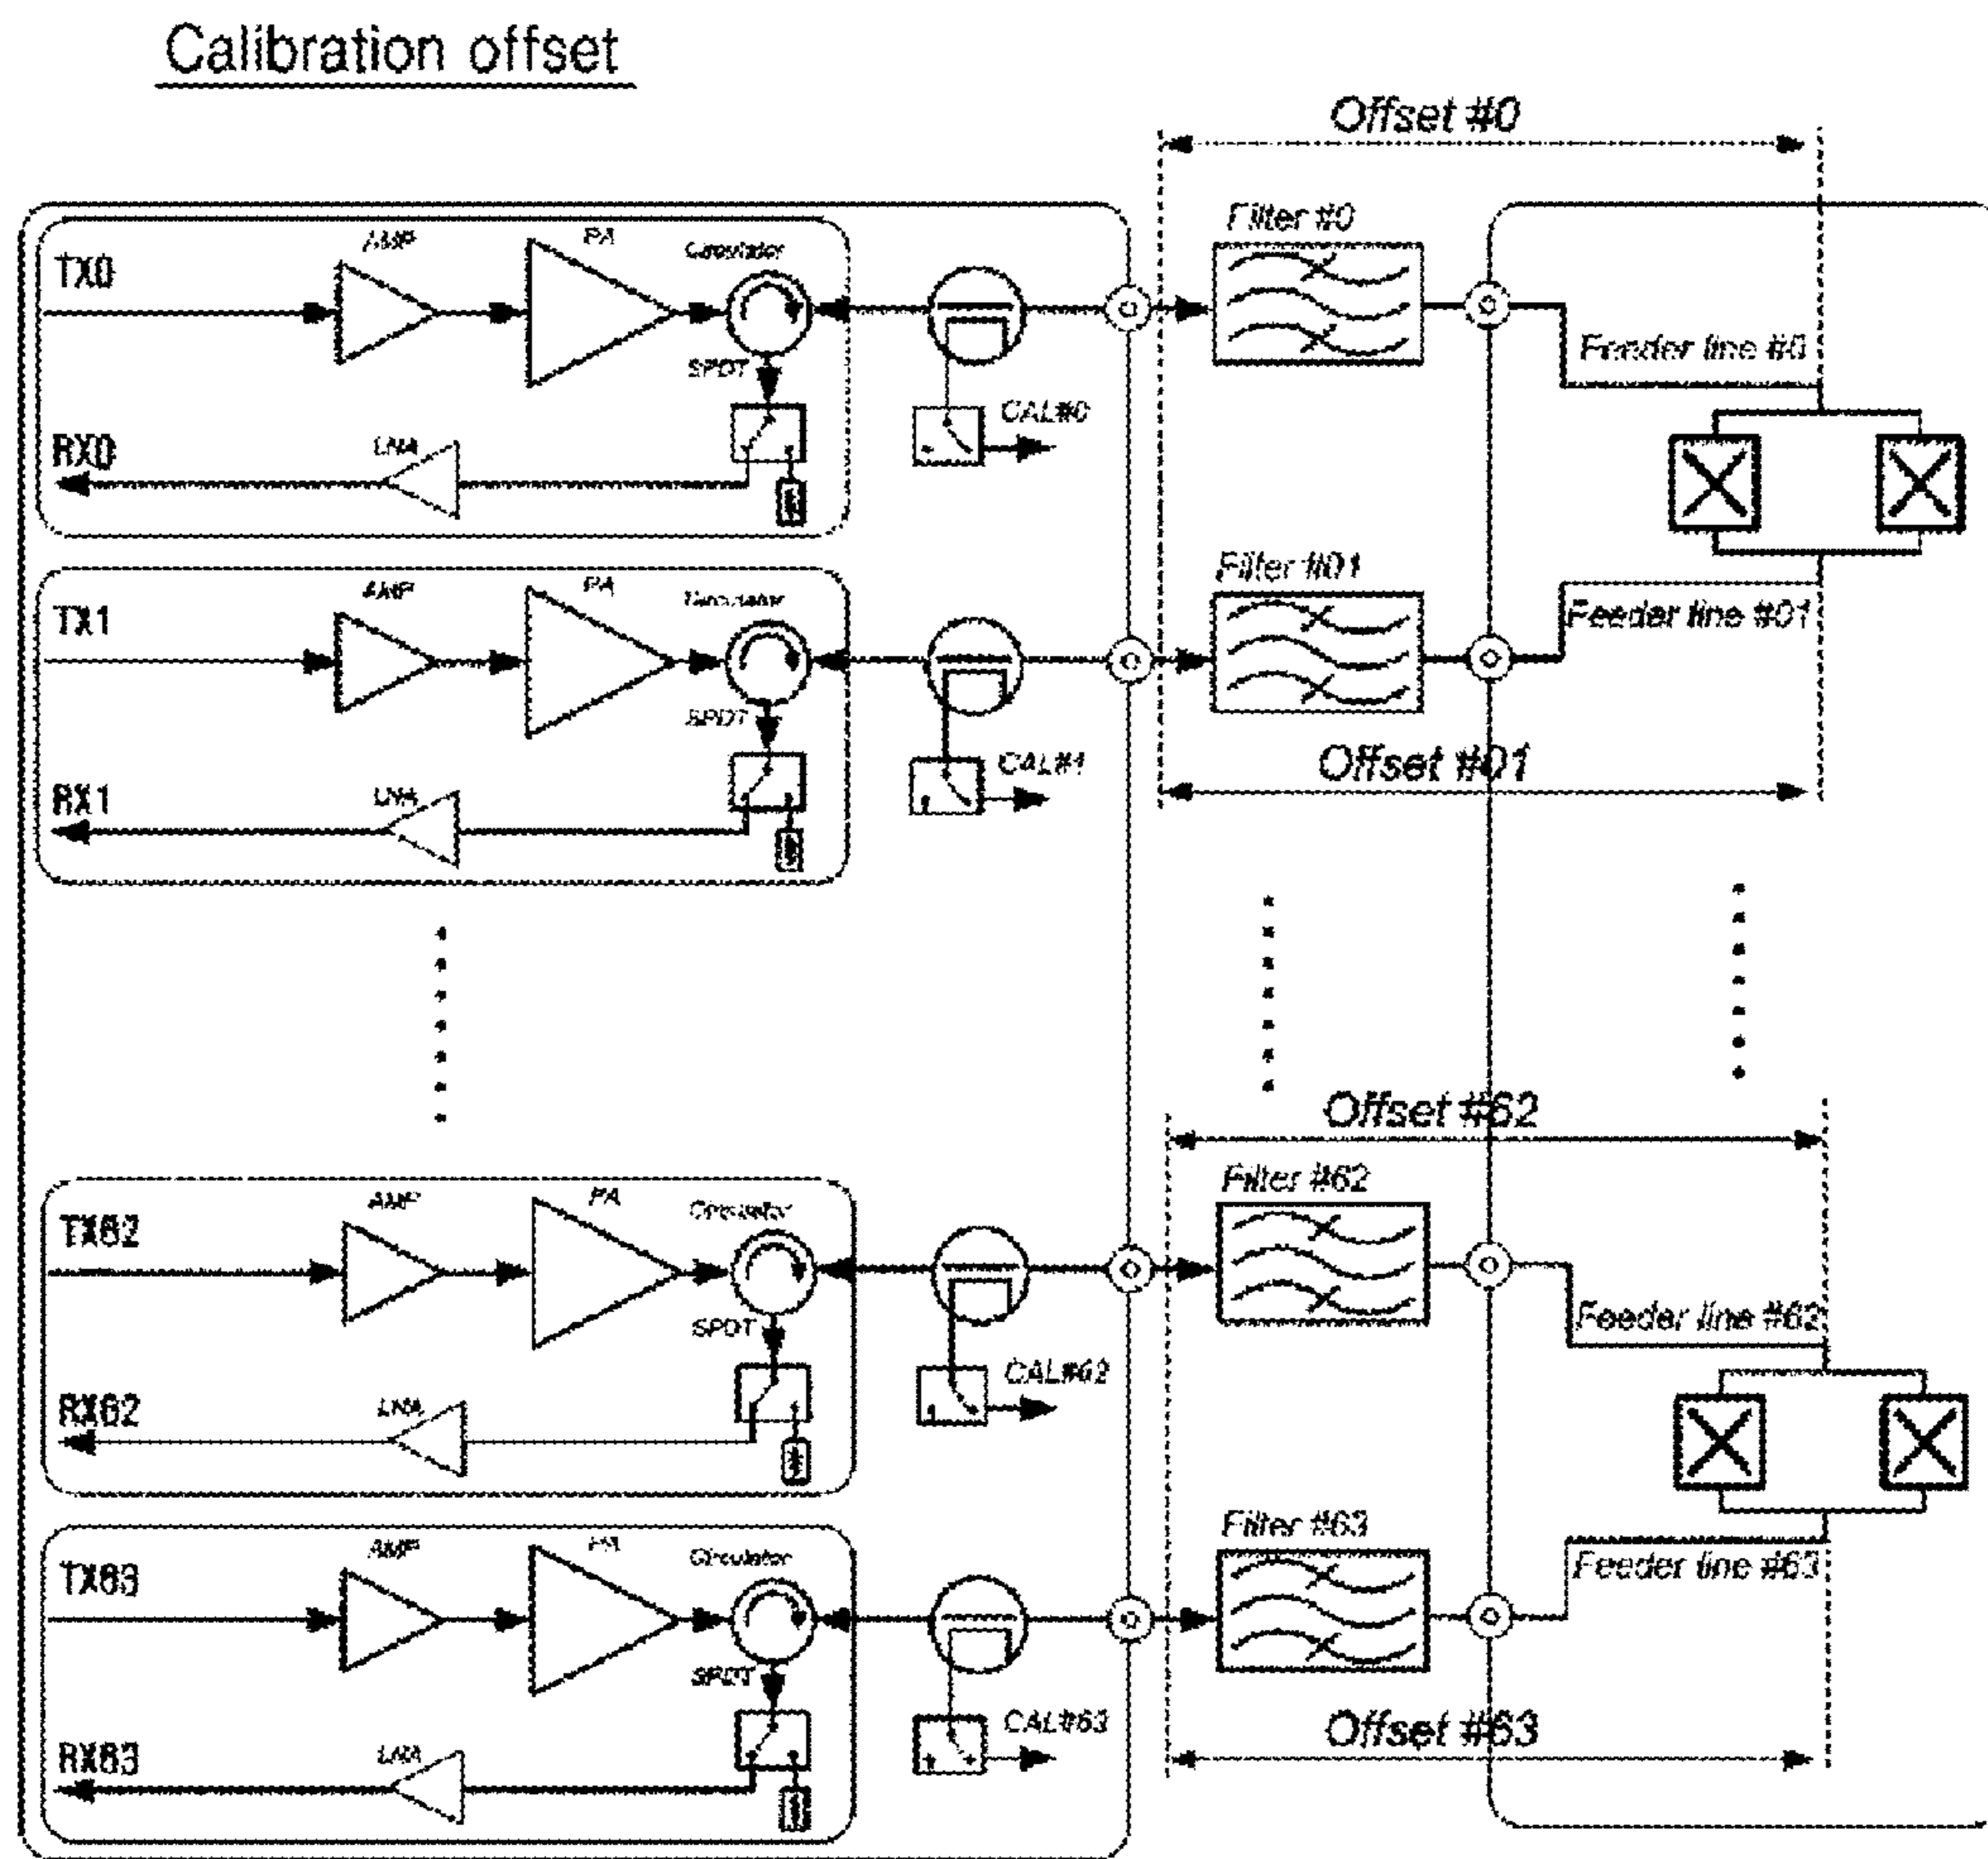 Calibration offset
Offset #0
TX0
AMP
PA
Circulator
Filter #0
Feeder line #0
SPDT
CAL#0
RX0
LNA
TX1
AMP
PA
Circulator
Filter #01
Feeder line #01
SPDT
CAL#1
Offset #01
RX1
LNA
Offset #62
TX62
AMP
PA
Circulator
Filter #62
Feeder line #62
SPDT
CAL#62
RX62
LNA
TX63
AMP
PA
Circulator
Filter #63
Feeder line #63
SPDT
CAL#63
Offset #63
RX63
LNA